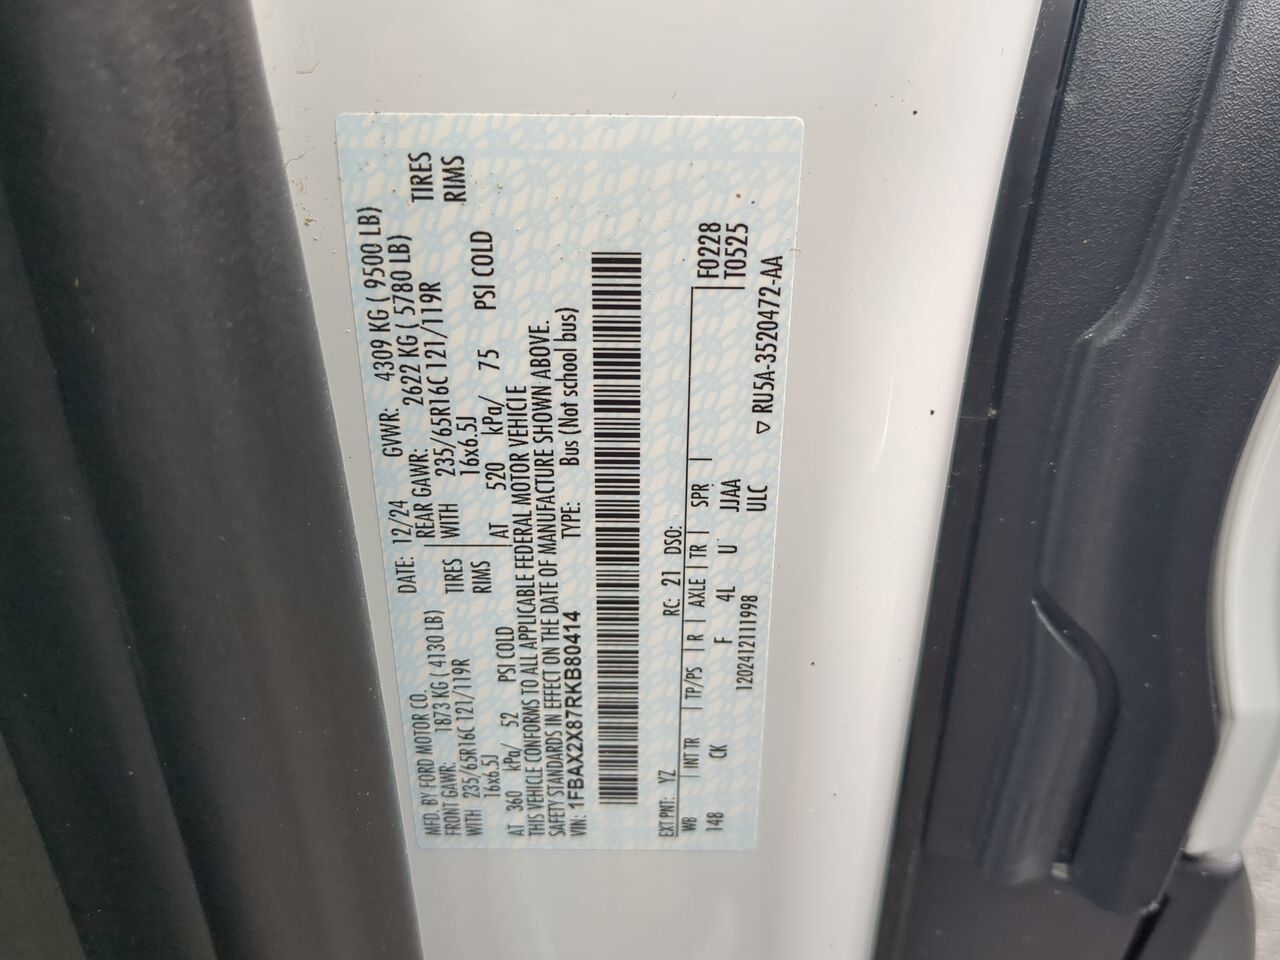 MFD. BY FORD MOTOR CO. DATE: 12/24 GVWR: 4309 KG ( 9500 LB)
FRONT GAWR: 1873 KG ( 4130 LB) REAR GAWR: 2622 KG ( 5780 LB)
WITH 235/65R16C 121/119R TIRES WITH 235/65R16C 121/119R TIRES
16x6.5J RIMS 16x6.5J RIMS
AT 360 kPa/ 52 PSI COLD AT 520 kPa/ 75 PSI COLD
THIS VEHICLE CONFORMS TO ALL APPLICABLE FEDERAL MOTOR VEHICLE
SAFETY STANDARDS IN EFFECT ON THE DATE OF MANUFACTURE SHOWN ABOVE.
VIN: 1FBAX2X87RKB80414 TYPE: Bus (Not school bus)
EXT PNT: YZ RC: 21 DSO: F0228
WB INT TR TP/PS R AXLE TR SPR T0525
148 CK F 4L U JJAA
1202412111998 ULC
▽ RU5A-3520472-AA